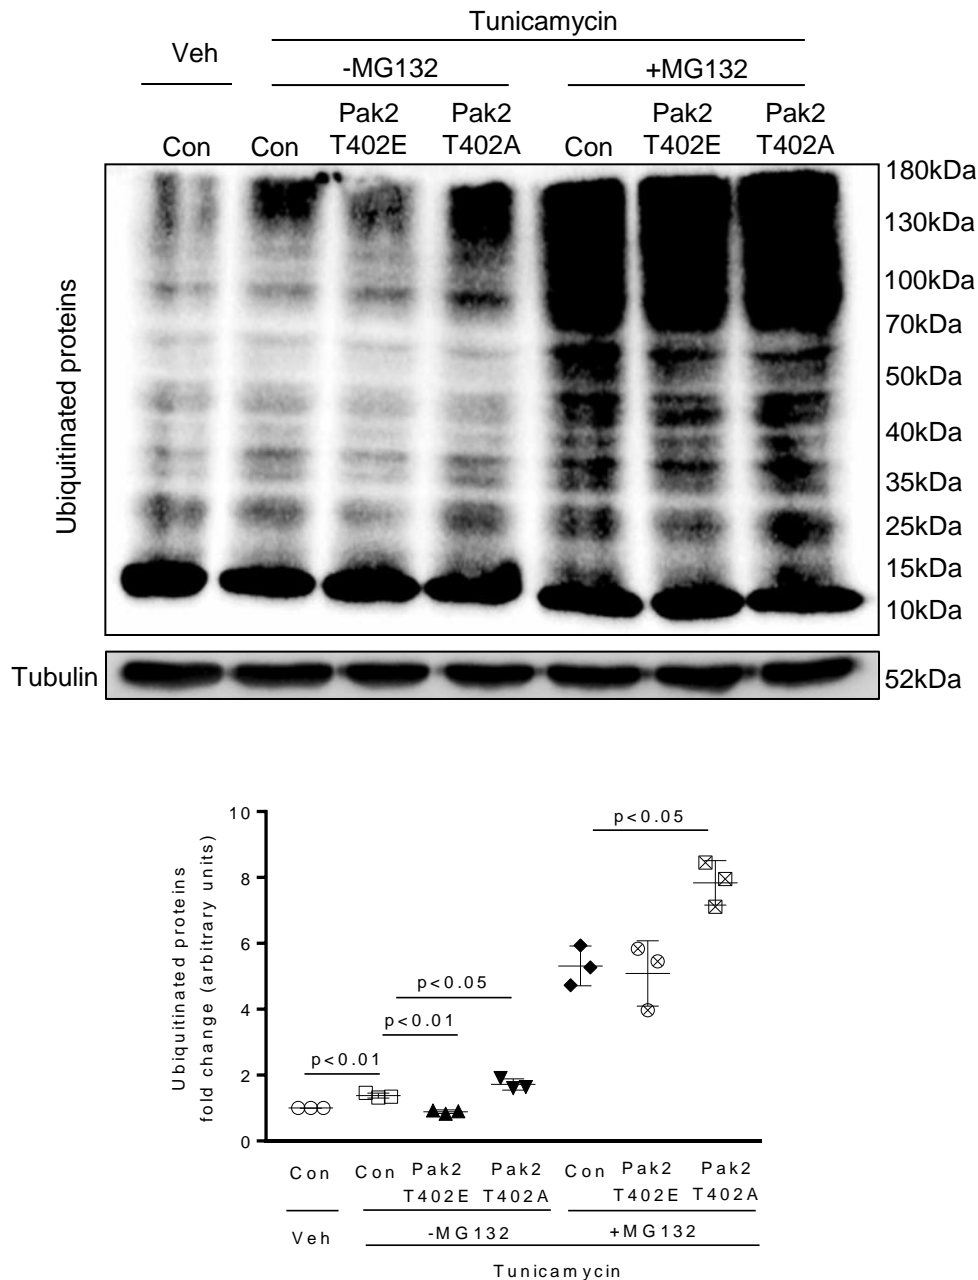 Tunicamycin
Veh
-MG132
+MG132
Pak2 Pak2 Pak2 Pak2
Con Con T402E T402A Con T402E T402A
180kDa
130kDa
100kDa
70kDa
50kDa
40kDa
35kDa
25kDa
15kDa
10kDa
Ubiquitinated proteins
Tubulin
52kDa
Ubiquitinated proteins
fold change (arbitrary units)
10
8
6
4
2
0
p<0.05
p<0.05
p<0.01
p<0.01
Con Con Pak2 Pak2 Con Pak2 Pak2
T402E T402A T402E T402A
Veh -MG132 +MG132
Tunicamycin